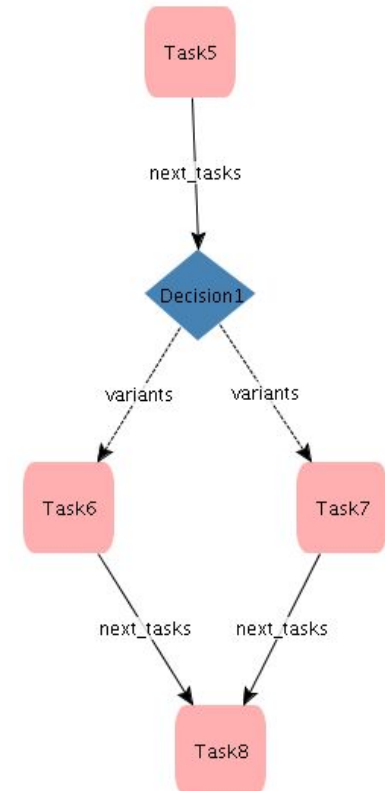 Task5
next_tasks
Decision1
variants
variants
Task6
Task7
next_tasks
next_tasks
Task8